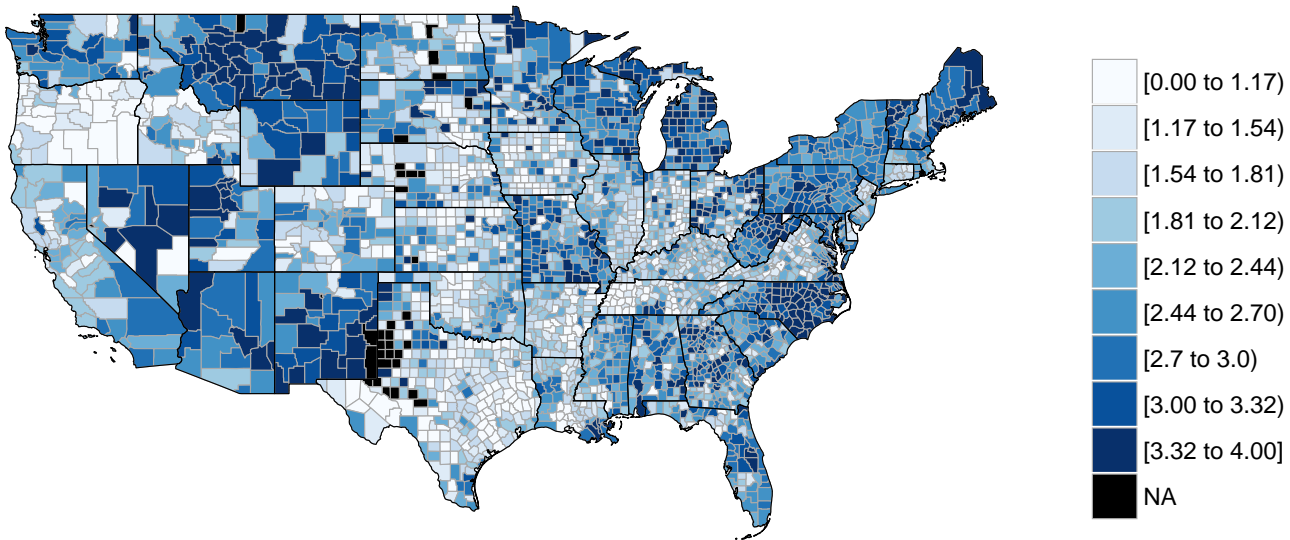 [0.00 to 1.17)
[1.17 to 1.54)
[1.54 to 1.81)
[1.81 to 2.12)
[2.12 to 2.44)
[2.44 to 2.70)
[2.7 to 3.0)
[3.00 to 3.32)
[3.32 to 4.00]
NA